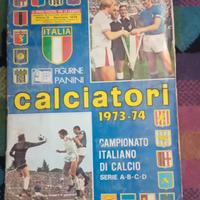 ITALIA
FIGURINE
PANINI
calciatori
1973-74
CAMPIONATO
ITALIANO
DI CALCIO
SERIE A-B-C-D